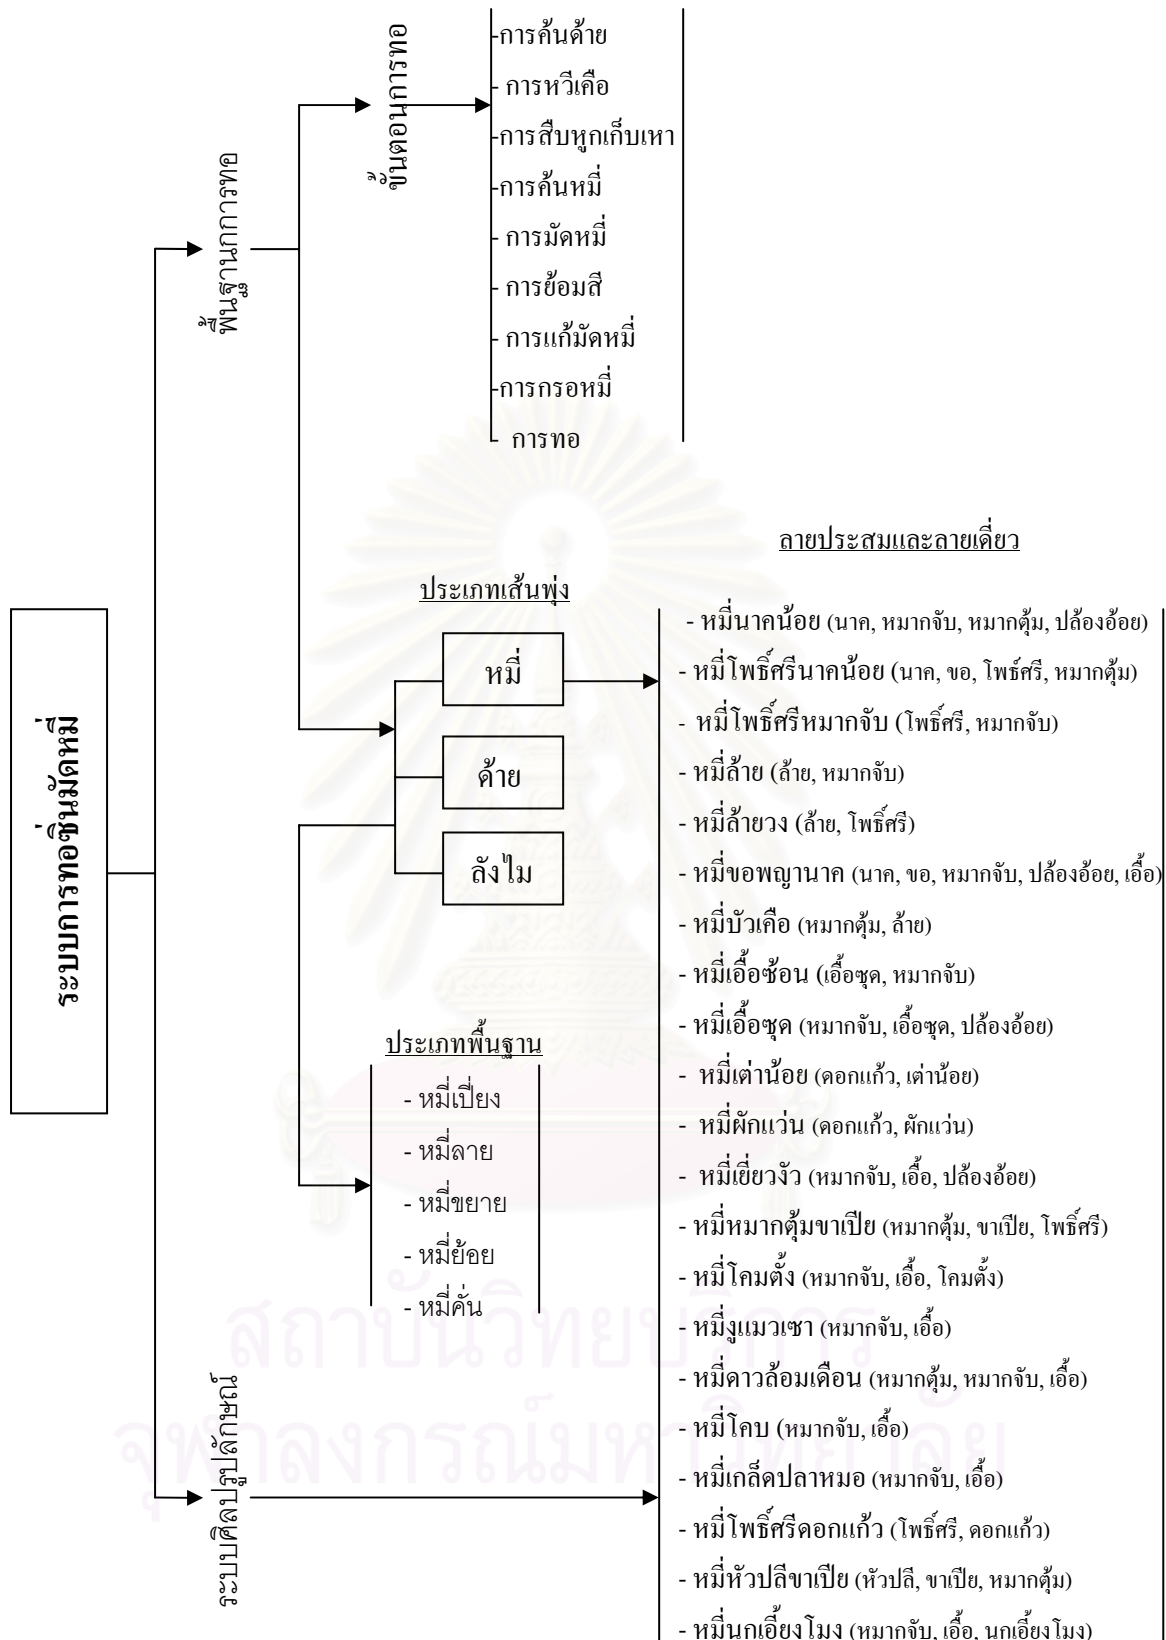 -การค้นด้าย
- การหวีเคือ
-การสืบหูกเก็บเหา
-การค้นหมี่
- การมัดหมี่
- การย้อมสี
- การแก้มัดหมี่
-การกรอหมี่
- การทอ
ขั้นตอนการทอ
พื้นฐานกการทอ
ระบบการทอซิ่นมัดหมี่
ระบบศิลปรูปลักษณ์
ประเภทเส้นพุ่ง
หมี่
ด้าย
ลังไม
ประเภทพื้นฐาน
- หมี่เปี่ยง
- หมี่ลาย
- หมี่ขยาย
- หมี่ย้อย
- หมี่คั่น
ลายประสมและลายเดี่ยว
- หมี่นาคน้อย (นาค, หมากจับ, หมากตุ้ม, ปล้องอ้อย)
- หมี่โพธิ์ศรีนาคน้อย (นาค, ขอ, โพธ์ศรี, หมากตุ้ม)
- หมี่โพธิ์ศรีหมากจับ (โพธิ์ศรี, หมากจับ)
- หมี่ล้าย (ล้าย, หมากจับ)
- หมี่ล้ายวง (ล้าย, โพธิ์ศรี)
- หมี่ขอพญานาค (นาค, ขอ, หมากจับ, ปล้องอ้อย, เอื้อ)
- หมี่บัวเคือ (หมากตุ้ม, ล้าย)
- หมี่เอื้อซ้อน (เอื้อซุด, หมากจับ)
- หมี่เอื้อซุด (หมากจับ, เอื้อซุด, ปล้องอ้อย)
- หมี่เต่าน้อย (ดอกแก้ว, เต่าน้อย)
- หมี่ผักแว่น (ดอกแก้ว, ผักแว่น)
- หมี่เยี่ยวงัว (หมากจับ, เอื้อ, ปล้องอ้อย)
- หมี่หมากตุ้มขาเปีย (หมากตุ้ม, ขาเปีย, โพธิ์ศรี)
- หมี่โคมตั้ง (หมากจับ, เอื้อ, โคมตั้ง)
- หมี่งูแมวเซา (หมากจับ, เอื้อ)
- หมี่ดาวล้อมเดือน (หมากตุ้ม, หมากจับ, เอื้อ)
- หมี่โคบ (หมากจับ, เอื้อ)
- หมี่เกล็ดปลาหมอ (หมากจับ, เอื้อ)
- หมี่โพธิ์ศรีดอกแก้ว (โพธิ์ศรี, ดอกแก้ว)
- หมี่หัวปลีขาเปีย (หัวปลี, ขาเปีย, หมากตุ้ม)
- หมี่นกเอี้ยงโมง (หมากจับ, เอื้อ, นกเอี้ยงโมง)
สถาบันวิทยบริการ
จุฬาลงกรณ์มหาวิทยาลัย